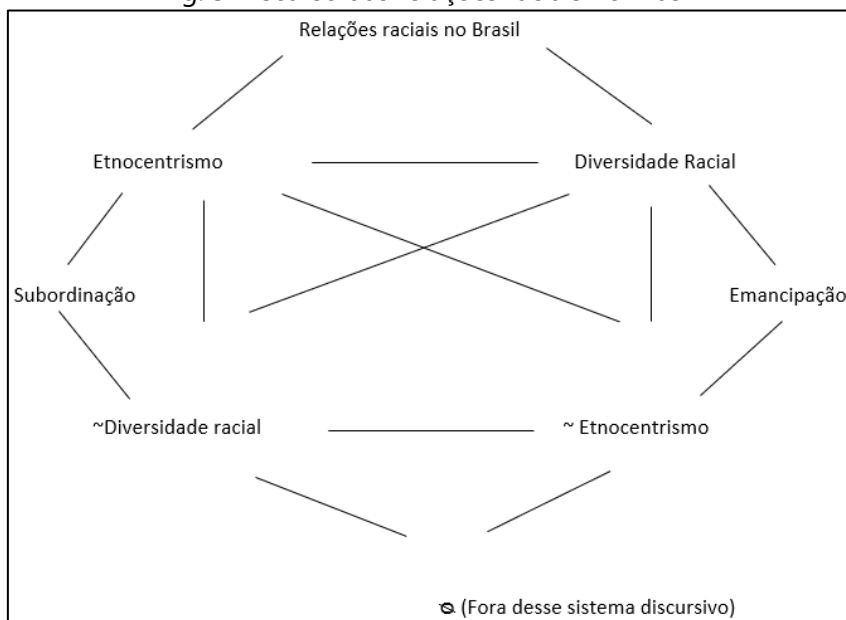 Relações raciais no Brasil
Etnocentrismo Diversidade Racial
Subordinação Emancipação
~Diversidade racial ~ Etnocentrismo
(Fora desse sistema discursivo)